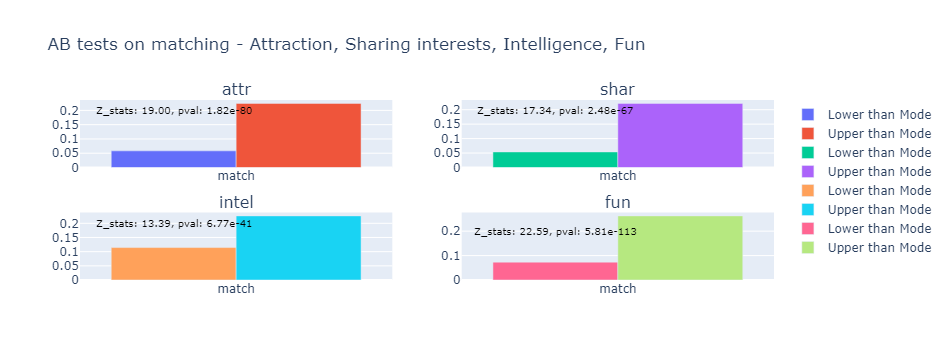 AB tests on matching - Attraction, Sharing interests, Intelligence, Fun
attr
Z_stats: 19.00, pval: 1.82e-80
0.2
0.15
0.1
0.05
0
match
shar
Z_stats: 17.34, pval: 2.48e-67
0.2
0.15
0.1
0.05
0
match
intel
Z_stats: 13.39, pval: 6.77e-41
0.2
0.15
0.1
0.05
0
match
fun
Z_stats: 22.59, pval: 5.81e-113
0.2
0.1
0
match
Lower than Mode
Upper than Mode
Lower than Mode
Upper than Mode
Lower than Mode
Upper than Mode
Lower than Mode
Upper than Mode